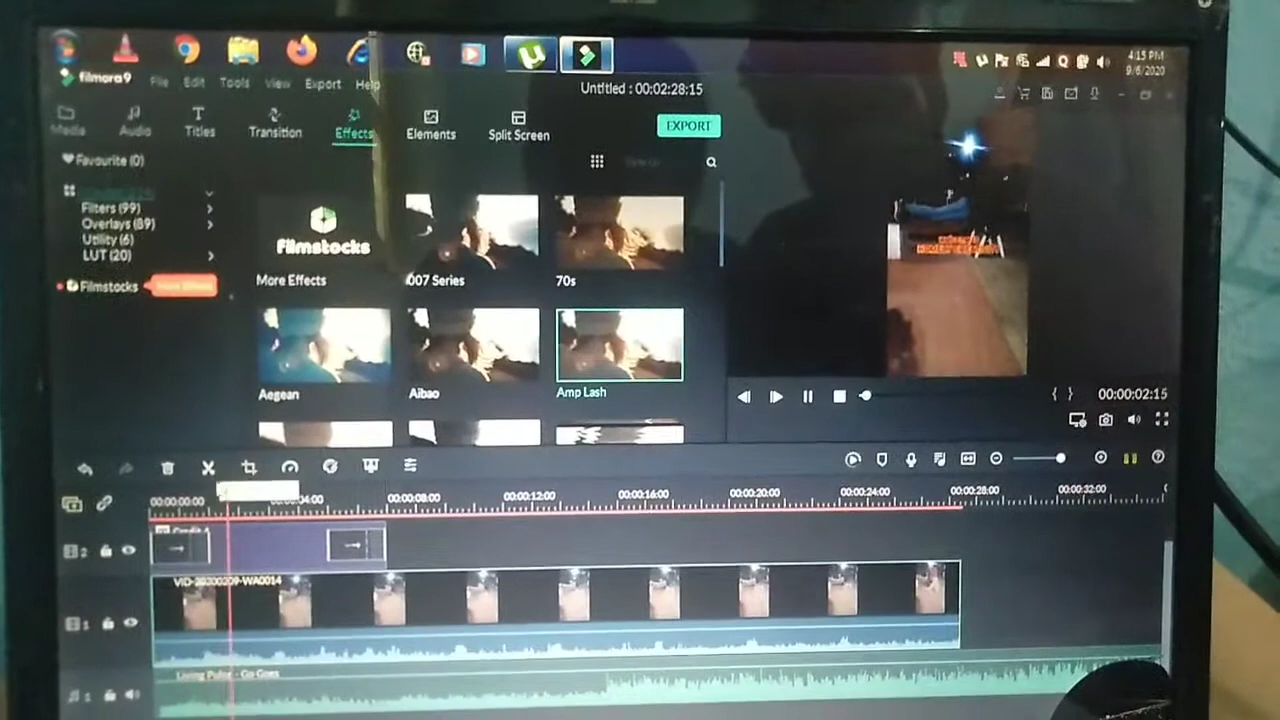 4:15 PM
9/6/2020
filmora9 File Edit Tools View Export Help
Untitled : 00:02:28:15
Media Audio Titles Transition Effects Elements Split Screen
EXPORT
Favourite (0)
Filters (99)
Overlays (89)
Utility (6)
LUT (20)
Filmstocks
filmstocks
More Effects
007 Series
70s
Aegean
Aibao
Amp Lash
{ } 00:00:02:15
00:00:00:00 00:00:08:00 00:00:12:00 00:00:16:00 00:00:20:00 00:00:24:00 00:00:28:00 00:00:32:00
2
VID-20200209-WA0014
1
1